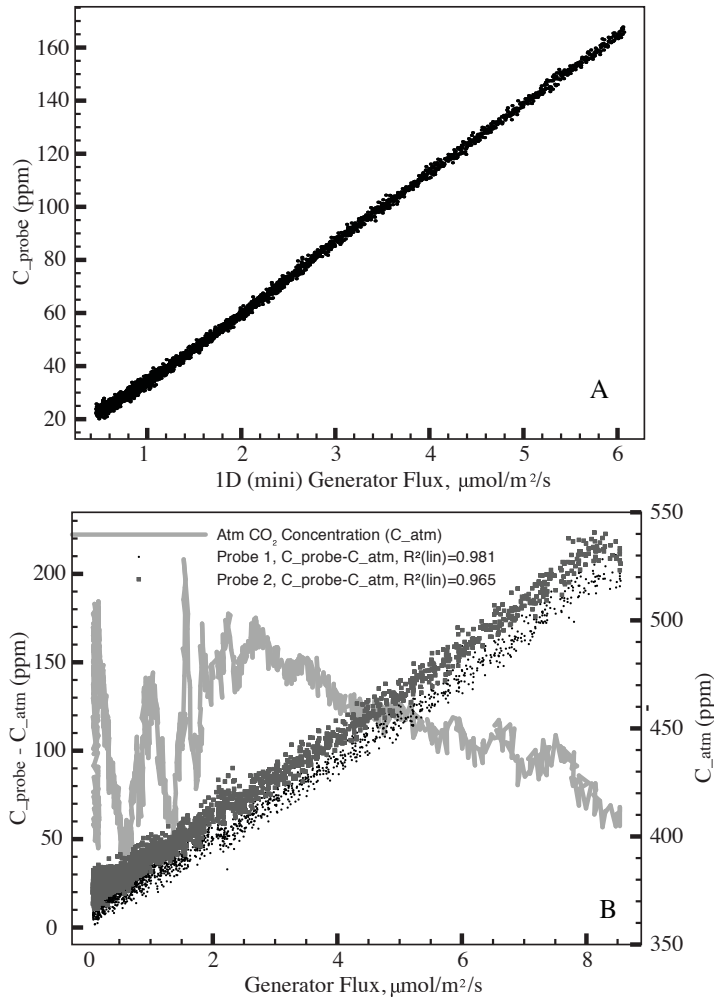 160
140
120
100
80
60
40
20
C_probe (ppm)
A
1 2 3 4 5 6
1D (mini) Generator Flux, μmol/m²/s
Atm CO₂ Concentration (C_atm)
Probe 1, C_probe-C_atm, R²(lin)=0.981
Probe 2, C_probe-C_atm, R²(lin)=0.965
200
150
100
50
0
C_probe - C_atm (ppm)
550
500
450
400
350
C_atm (ppm)
B
0 2 4 6 8
Generator Flux, μmol/m²/s